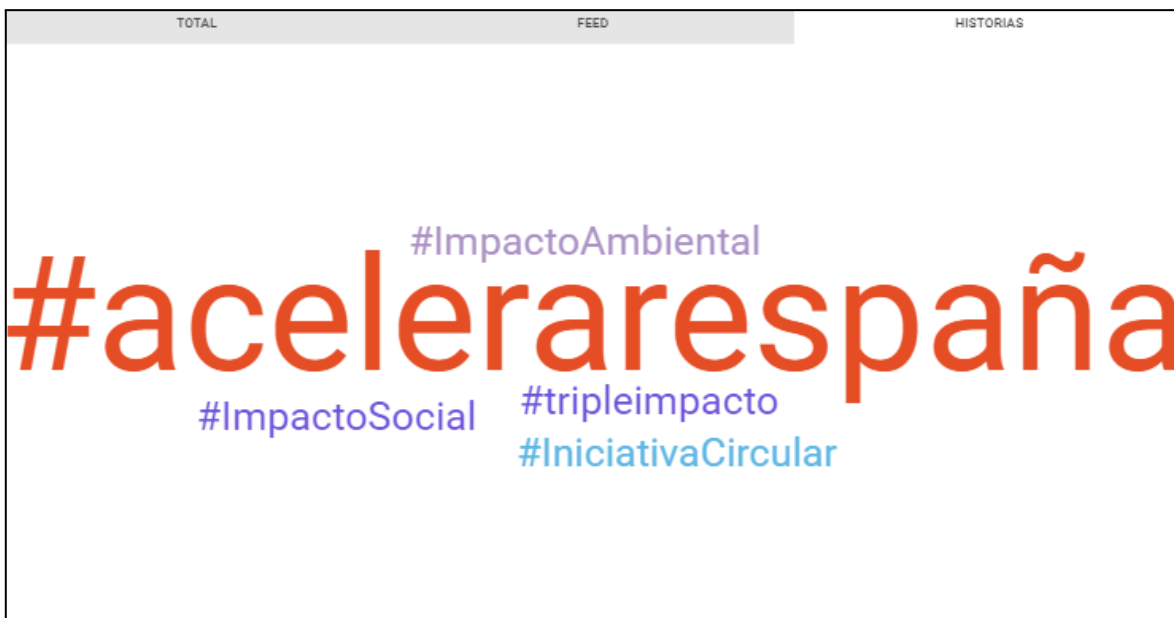 TOTAL FEED HISTORIAS
#ImpactoAmbiental
#acelerarespaña
#ImpactoSocial #tripleimpacto
#IniciativaCircular